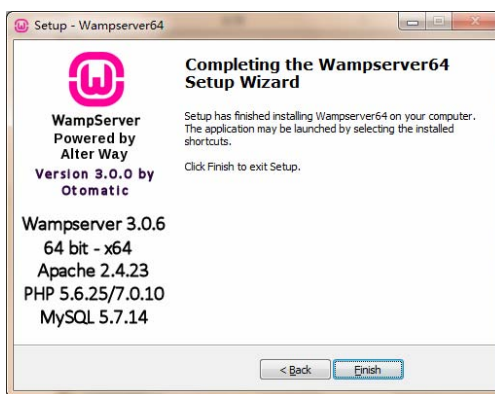 Setup - Wampserver64
WampServer
Powered by
Alter Way
Version 3.0.0 by
Otomatic
Wampserver 3.0.6
64 bit - x64
Apache 2.4.23
PHP 5.6.25/7.0.10
MySQL 5.7.14
Completing the Wampserver64
Setup Wizard
Setup has finished installing Wampserver64 on your computer.
The application may be launched by selecting the installed
shortcuts.
Click Finish to exit Setup.
< Back
Finish